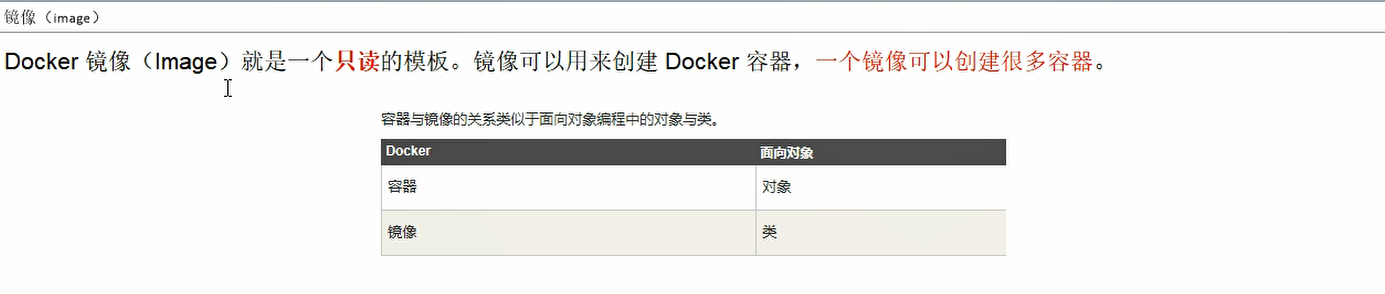 镜像（image）
Docker 镜像（Image）就是一个只读的模板。镜像可以用来创建 Docker 容器，一个镜像可以创建很多容器。
容器与镜像的关系类似于面向对象编程中的对象与类。
Docker 面向对象
容器 对象
镜像 类